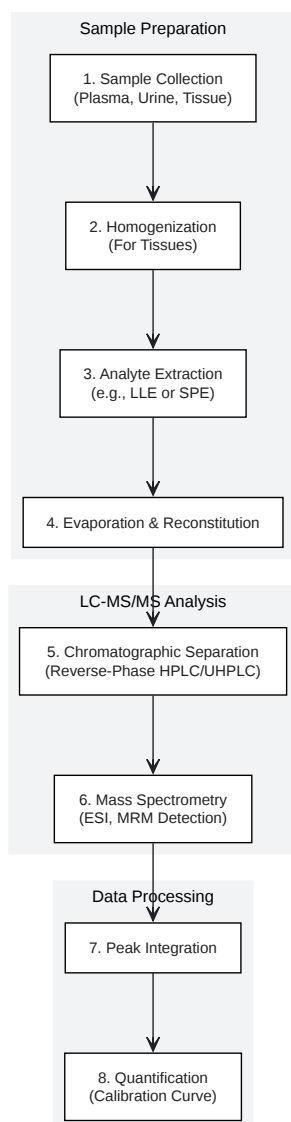 Sample Preparation
1. Sample Collection
(Plasma, Urine, Tissue)
2. Homogenization
(For Tissues)
3. Analyte Extraction
(e.g., LLE or SPE)
4. Evaporation & Reconstitution
LC-MS/MS Analysis
5. Chromatographic Separation
(Reverse-Phase HPLC/UHPLC)
6. Mass Spectrometry
(ESI, MRM Detection)
Data Processing
7. Peak Integration
8. Quantification
(Calibration Curve)